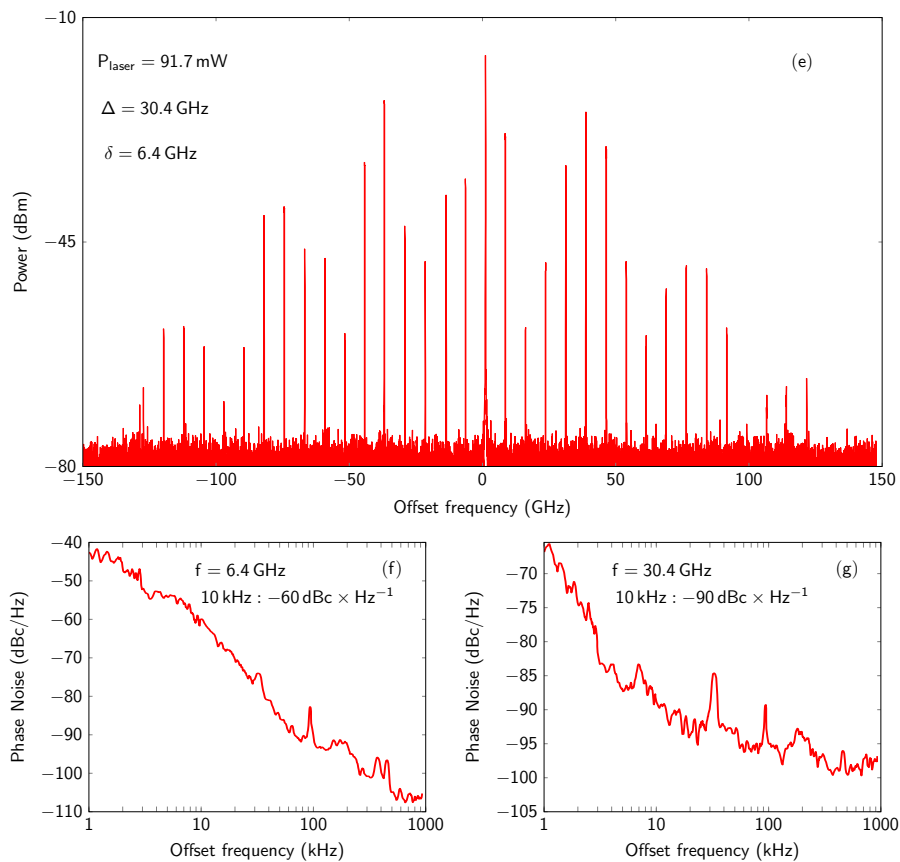 −10
P_laser = 91.7 mW
(e)
Δ = 30.4 GHz
δ = 6.4 GHz
Power (dBm)
−45
−80
−150 −100 −50 0 50 100 150
Offset frequency (GHz)
−40
f = 6.4 GHz
(f)
−50
10 kHz : −60 dBc × Hz⁻¹
−60
−70
−80
−90
−100
−110
Phase Noise (dBc/Hz)
1 10 100 1000
Offset frequency (kHz)
f = 30.4 GHz
(g)
−70
10 kHz : −90 dBc × Hz⁻¹
−75
−80
−85
−90
−95
−100
−105
Phase Noise (dBc/Hz)
1 10 100 1000
Offset frequency (kHz)